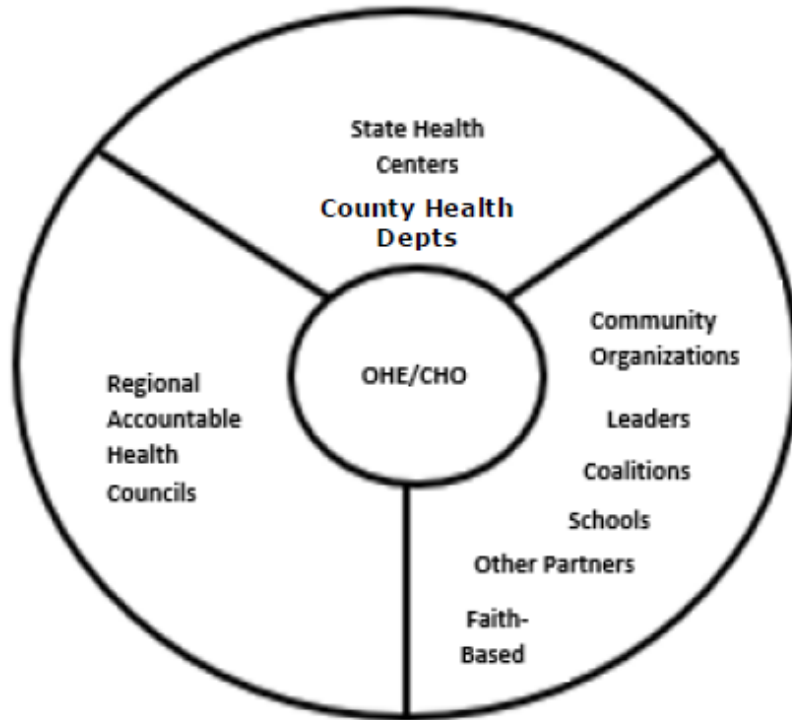 State Health
Centers
County Health
Depts
OHE/CHO
Regional
Accountable
Health
Councils
Community
Organizations
Leaders
Coalitions
Schools
Other Partners
Faith-
Based